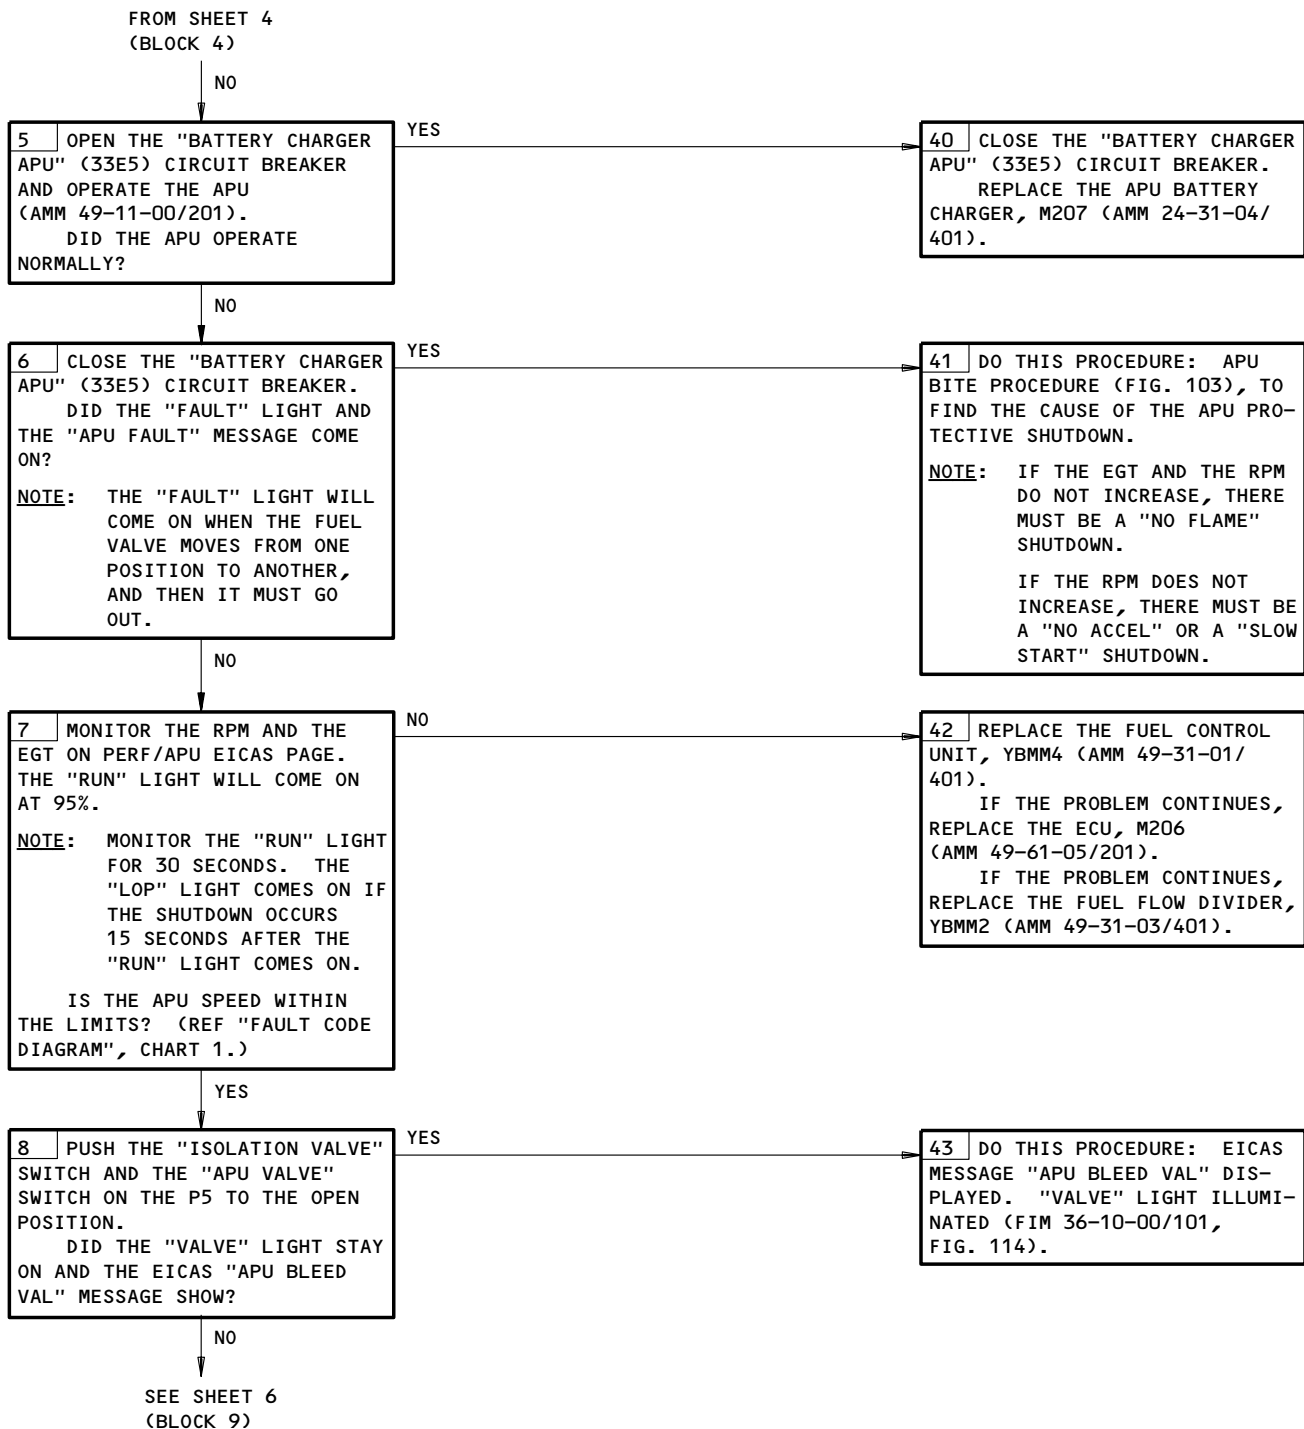 FROM SHEET 4
(BLOCK 4)
NO
5 OPEN THE "BATTERY CHARGER
APU" (33E5) CIRCUIT BREAKER
AND OPERATE THE APU
(AMM 49-11-00/201).
DID THE APU OPERATE
NORMALLY?
YES
40 CLOSE THE "BATTERY CHARGER
APU" (33E5) CIRCUIT BREAKER.
REPLACE THE APU BATTERY
CHARGER, M207 (AMM 24-31-04/
401).
NO
6 CLOSE THE "BATTERY CHARGER
APU" (33E5) CIRCUIT BREAKER.
DID THE "FAULT" LIGHT AND
THE "APU FAULT" MESSAGE COME
ON?
NOTE: THE "FAULT" LIGHT WILL
COME ON WHEN THE FUEL
VALVE MOVES FROM ONE
POSITION TO ANOTHER,
AND THEN IT MUST GO
OUT.
YES
41 DO THIS PROCEDURE: APU
BITE PROCEDURE (FIG. 103), TO
FIND THE CAUSE OF THE APU PRO-
TECTIVE SHUTDOWN.
NOTE: IF THE EGT AND THE RPM
DO NOT INCREASE, THERE
MUST BE A "NO FLAME"
SHUTDOWN.
IF THE RPM DOES NOT
INCREASE, THERE MUST BE
A "NO ACCEL" OR A "SLOW
START" SHUTDOWN.
NO
7 MONITOR THE RPM AND THE
EGT ON PERF/APU EICAS PAGE.
THE "RUN" LIGHT WILL COME ON
AT 95%.
NOTE: MONITOR THE "RUN" LIGHT
FOR 30 SECONDS. THE
"LOP" LIGHT COMES ON IF
THE SHUTDOWN OCCURS
15 SECONDS AFTER THE
"RUN" LIGHT COMES ON.
IS THE APU SPEED WITHIN
THE LIMITS? (REF "FAULT CODE
DIAGRAM", CHART 1.)
NO
42 REPLACE THE FUEL CONTROL
UNIT, YBMM4 (AMM 49-31-01/
401).
IF THE PROBLEM CONTINUES,
REPLACE THE ECU, M206
(AMM 49-61-05/201).
IF THE PROBLEM CONTINUES,
REPLACE THE FUEL FLOW DIVIDER,
YBMM2 (AMM 49-31-03/401).
YES
8 PUSH THE "ISOLATION VALVE"
SWITCH AND THE "APU VALVE"
SWITCH ON THE P5 TO THE OPEN
POSITION.
DID THE "VALVE" LIGHT STAY
ON AND THE EICAS "APU BLEED
VAL" MESSAGE SHOW?
YES
43 DO THIS PROCEDURE: EICAS
MESSAGE "APU BLEED VAL" DIS-
PLAYED. "VALVE" LIGHT ILLUMI-
NATED (FIM 36-10-00/101,
FIG. 114).
NO
SEE SHEET 6
(BLOCK 9)